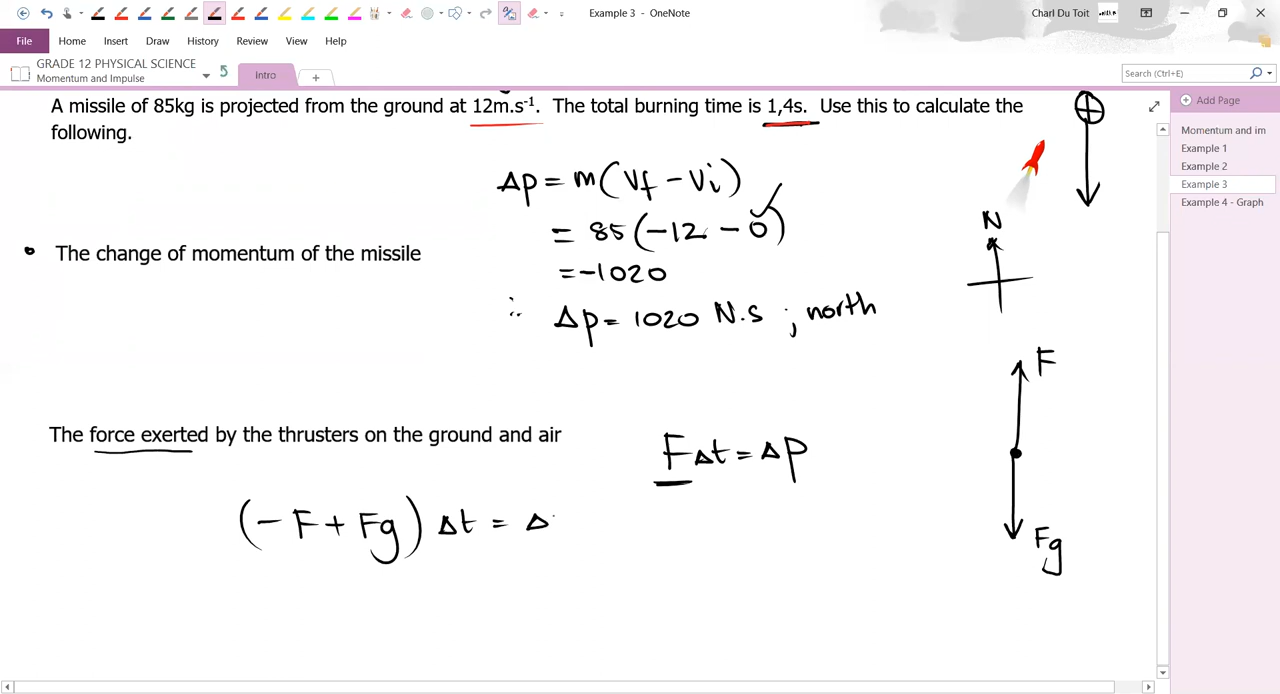 Example 3 - OneNote
Charl Du Toit
File Home Insert Draw History Review View Help
GRADE 12 PHYSICAL SCIENCE
Momentum and Impulse
Intro
Search (Ctrl+E)
Add Page
Momentum and im
Example 1
Example 2
Example 3
Example 4 - Graph
A missile of 85kg is projected from the ground at 12m.s-1. The total burning time is 1,4s. Use this to calculate the
following.
Δp = m(Vf - Vi)
= 85(-12 - 0)
= -1020
∴ Δp = 1020 N.S ; north
The change of momentum of the missile
N
The force exerted by the thrusters on the ground and air
FΔt = Δp
(-F + Fg) Δt = Δ
F
Fg